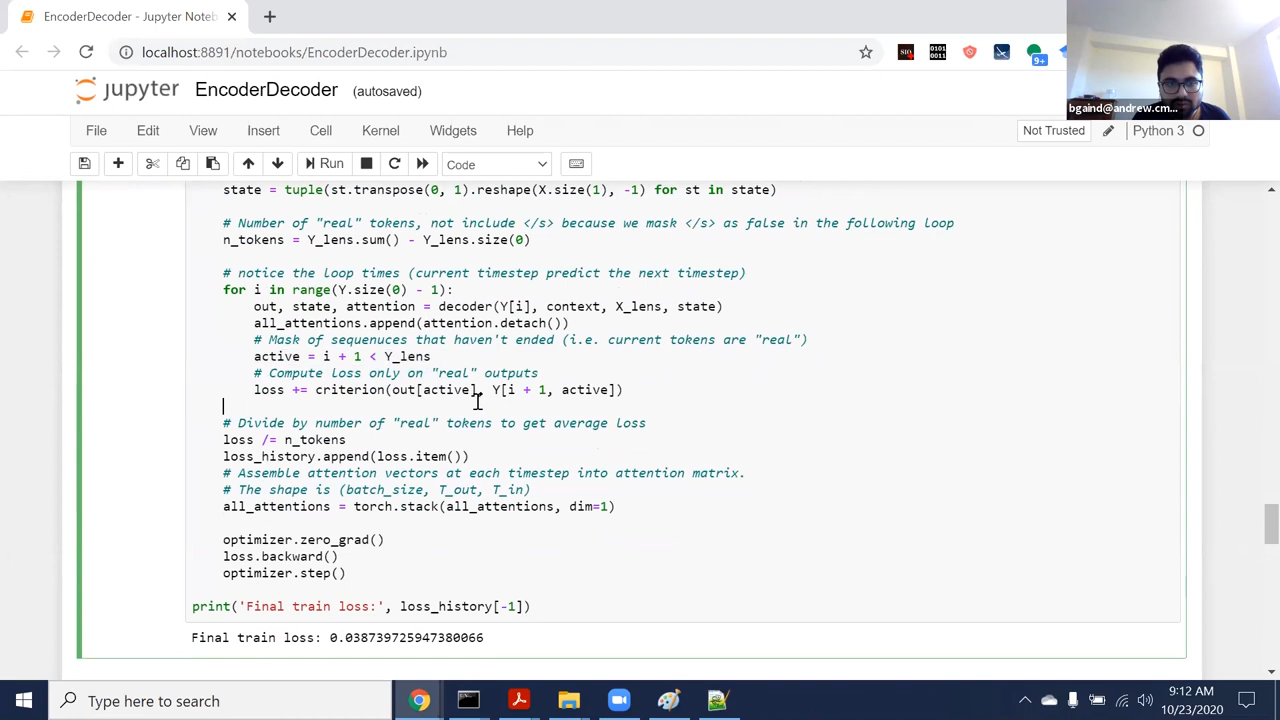 EncoderDecoder - Jupyter Noteb
localhost:8891/notebooks/EncoderDecoder.ipynb
SIO
0101
0011
9+
jupyter EncoderDecoder (autosaved)
bgaind@andrew.cm...
File Edit View Insert Cell Kernel Widgets Help
Not Trusted Python 3
Run Code
state = tuple(st.transpose(0, 1).reshape(X.size(1), -1) for st in state)
# Number of "real" tokens, not include </s> because we mask </s> as false in the following loop
n_tokens = Y_lens.sum() - Y_lens.size(0)
# notice the loop times (current timestep predict the next timestep)
for i in range(Y.size(0) - 1):
out, state, attention = decoder(Y[i], context, X_lens, state)
all_attentions.append(attention.detach())
# Mask of sequenuces that haven't ended (i.e. current tokens are "real")
active = i + 1 < Y_lens
# Compute loss only on "real" outputs
loss += criterion(out[active], Y[i + 1, active])
# Divide by number of "real" tokens to get average loss
loss /= n_tokens
loss_history.append(loss.item())
# Assemble attention vectors at each timestep into attention matrix.
# The shape is (batch_size, T_out, T_in)
all_attentions = torch.stack(all_attentions, dim=1)
optimizer.zero_grad()
loss.backward()
optimizer.step()
print('Final train loss:', loss_history[-1])
Final train loss: 0.038739725947380066
Type here to search
9:12 AM
10/23/2020